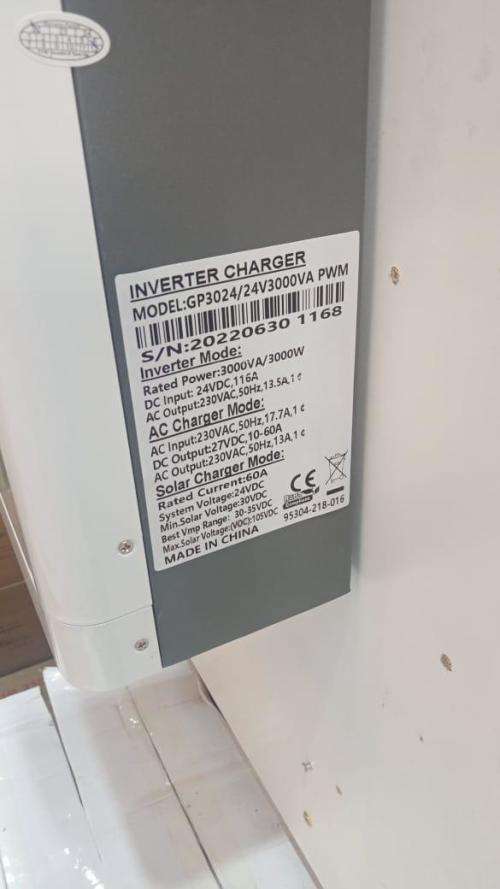 INVERTER CHARGER
MODEL:GP3024/24V3000VA PWM
S/N:20220630 1168
Inverter Mode:
Rated Power:3000VA/3000W
DC Input: 24VDC,116A
AC Output:230VAC,50Hz,13.5A,1¢
AC Charger Mode:
AC Input:230VAC,50Hz,17.7A,1¢
DC Output:27VDC,10-60A
AC Output:230VAC,50Hz,13A,1¢
Solar Charger Mode:
Rated Current:60A
System Voltage:24VDC
Min.Solar Voltage:30VDC
Best Vmp Range: 30-35VDC
Max.Solar Voltage:(VOC):105VDC
MADE IN CHINA
CE
RoHS
95304-21B-016